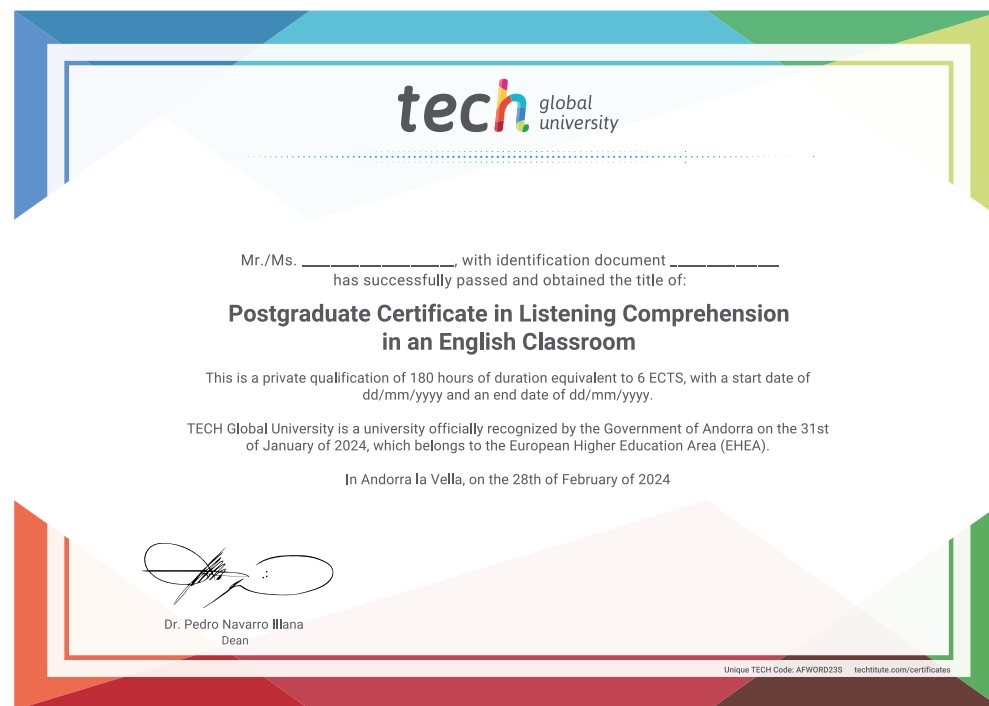 tech global university
Mr./Ms. ____________________, with identification document ______________
has successfully passed and obtained the title of:
Postgraduate Certificate in Listening Comprehension
in an English Classroom
This is a private qualification of 180 hours of duration equivalent to 6 ECTS, with a start date of
dd/mm/yyyy and an end date of dd/mm/yyyy.
TECH Global University is a university officially recognized by the Government of Andorra on the 31st
of January of 2024, which belongs to the European Higher Education Area (EHEA).
In Andorra la Vella, on the 28th of February of 2024
Dr. Pedro Navarro Illana
Dean
Unique TECH Code: AFWORD23S techtitute.com/certificates